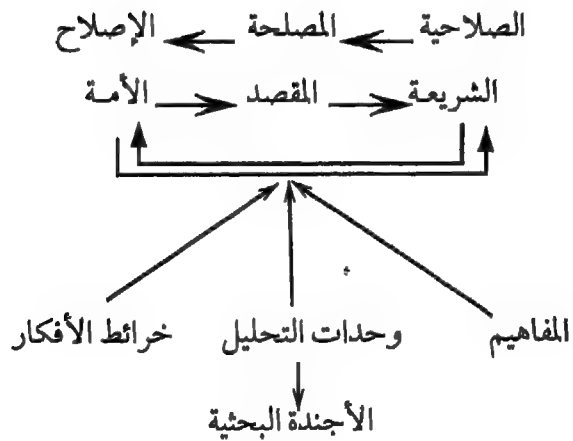 الصلاحية المصلحة الإصلاح
الشريعة المقصد الأمة
المفاهيم وحدات التحليل خرائط الأفكار
الأجندة البحثية